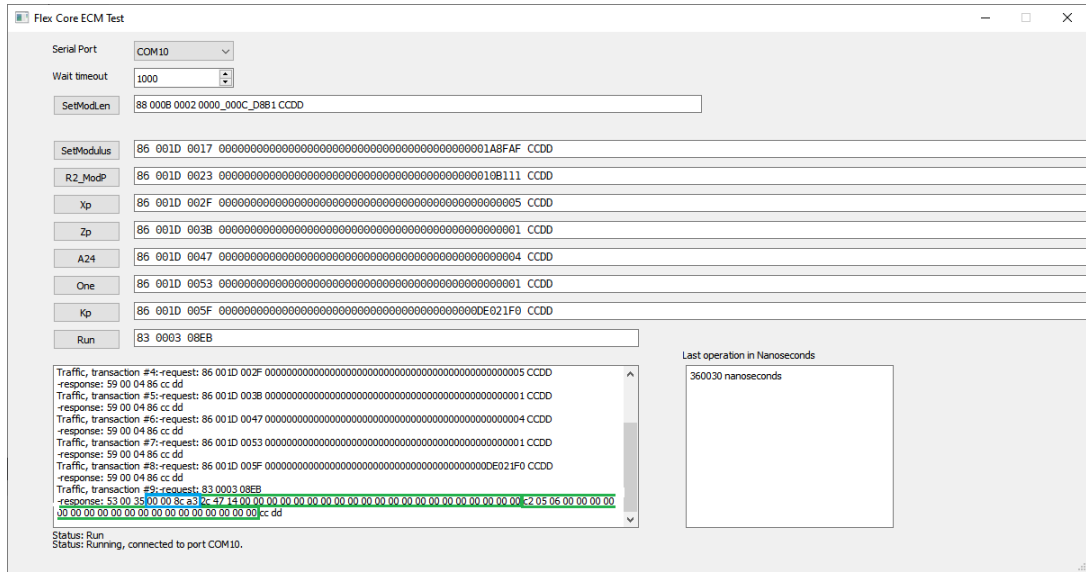 Flex Core ECM Test
Serial Port COM10
Wait timeout 1000
SetModLen 88 000B 0002 0000_000C_D8B1 CCDD
SetModulus 86 001D 0017 0000000000000000000000000000000000000000001A8FAF CCDD
R2_ModP 86 001D 0023 00000000000000000000000000000000000000000010B111 CCDD
Xp 86 001D 002F 000000000000000000000000000000000000000000000005 CCDD
Zp 86 001D 003B 000000000000000000000000000000000000000000000001 CCDD
A24 86 001D 0047 000000000000000000000000000000000000000000000004 CCDD
One 86 001D 0053 000000000000000000000000000000000000000000000001 CCDD
Kp 86 001D 005F 00000000000000000000000000000000000000000DE021F0 CCDD
Run 83 0003 08EB
Traffic, transaction #4:-request: 86 001D 002F 000000000000000000000000000000000000000000000005 CCDD
-response: 59 00 04 86 cc dd
Traffic, transaction #5:-request: 86 001D 003B 000000000000000000000000000000000000000000000001 CCDD
-response: 59 00 04 86 cc dd
Traffic, transaction #6:-request: 86 001D 0047 000000000000000000000000000000000000000000000004 CCDD
-response: 59 00 04 86 cc dd
Traffic, transaction #7:-request: 86 001D 0053 000000000000000000000000000000000000000000000001 CCDD
-response: 59 00 04 86 cc dd
Traffic, transaction #8:-request: 86 001D 005F 00000000000000000000000000000000000000000DE021F0 CCDD
-response: 59 00 04 86 cc dd
Traffic, transaction #9:-request: 83 0003 08EB
-response: 53 00 35 00 00 8c a3 2c 47 14 00 00 00 00 00 00 00 00 00 00 00 00 00 00 00 00 00 00 00 00 00 c2 05 06 00 00 00 00
00 00 00 00 00 00 00 00 00 00 00 00 00 00 00 cc dd
Last operation in Nanoseconds
360030 nanoseconds
Status: Run
Status: Running, connected to port COM10.